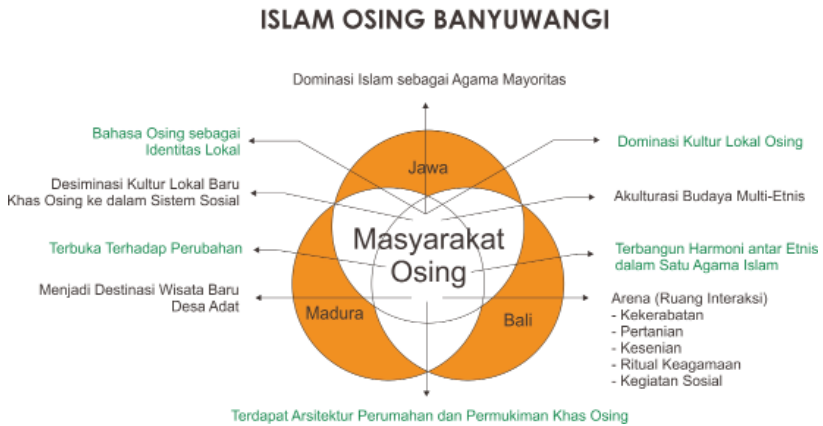 ISLAM OSING BANYUWANGI
Dominasi Islam sebagai Agama Mayoritas
Bahasa Osing sebagai
Identitas Lokal
Dominasi Kultur Lokal Osing
Jawa
Desiminasi Kultur Lokal Baru
Khas Osing ke dalam Sistem Sosial
Akulturasi Budaya Multi-Etnis
Masyarakat
Osing
Terbuka Terhadap Perubahan
Terbangun Harmoni antar Etnis
dalam Satu Agama Islam
Menjadi Destinasi Wisata Baru
Desa Adat
Madura
Bali
Arena (Ruang Interaksi)
- Kekerabatan
- Pertanian
- Kesenian
- Ritual Keagamaan
- Kegiatan Sosial
Terdapat Arsitektur Perumahan dan Permukiman Khas Osing